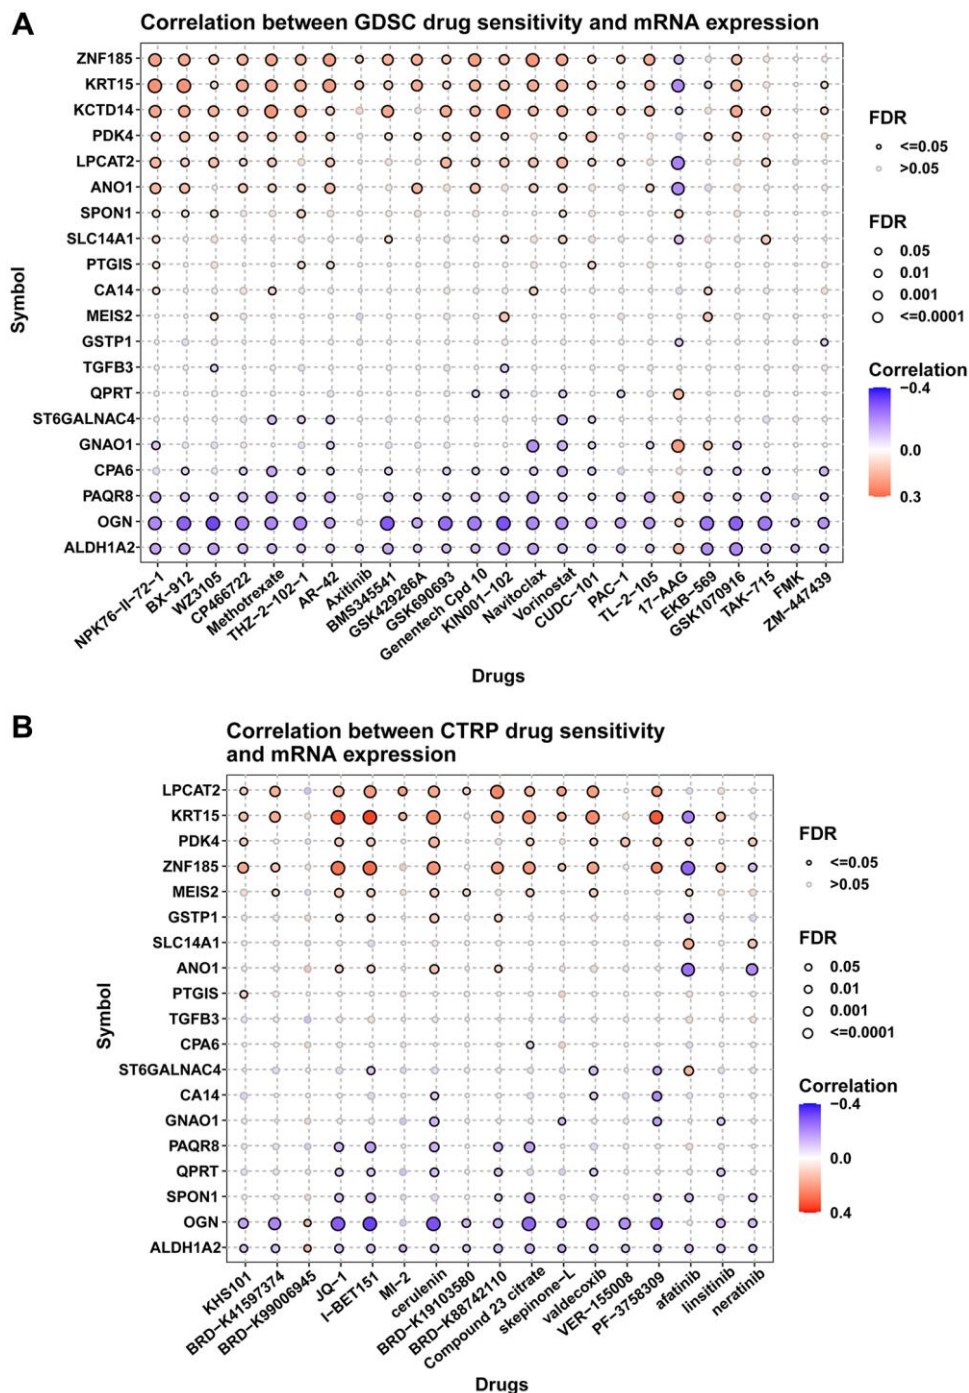 A
Correlation between GDSC drug sensitivity and mRNA expression
ZNF185
KRT15
KCTD14
PDK4
LPCAT2
ANO1
SPON1
SLC14A1
PTGIS
CA14
MEIS2
GSTP1
TGFB3
QPRT
ST6GALNAC4
GNAO1
CPA6
PAQR8
OGN
ALDH1A2
Symbol
NPK76-II-72-1
BX-912
WZ3105
CP466722
Methotrexate
THZ-2-102-1
AR-42
Axitinib
BMS345541
GSK429286A
GSK690693
Genentech Cpd 10
KIN001-102
Navitoclax
Vorinostat
CUDC-101
PAC-1
TL-2-105
17-AAG
EKB-569
GSK1070916
TAK-715
FMK
ZM-447439
Drugs
FDR
<=0.05
>0.05
FDR
0.05
0.01
0.001
<=0.0001
Correlation
-0.4
0.0
0.3
B
Correlation between CTRP drug sensitivity
and mRNA expression
LPCAT2
KRT15
PDK4
ZNF185
MEIS2
GSTP1
SLC14A1
ANO1
PTGIS
TGFB3
CPA6
ST6GALNAC4
CA14
GNAO1
PAQR8
QPRT
SPON1
OGN
ALDH1A2
Symbol
KHS101
BRD-K41597374
BRD-K99006945
JQ-1
I-BET151
MI-2
cerulenin
BRD-K19103580
BRD-K88742110
Compound 23 citrate
skepinone-L
valdecoxib
VER-155008
PF-3758309
afatinib
linsitinib
neratinib
Drugs
FDR
<=0.05
>0.05
FDR
0.05
0.01
0.001
<=0.0001
Correlation
-0.4
0.0
0.4